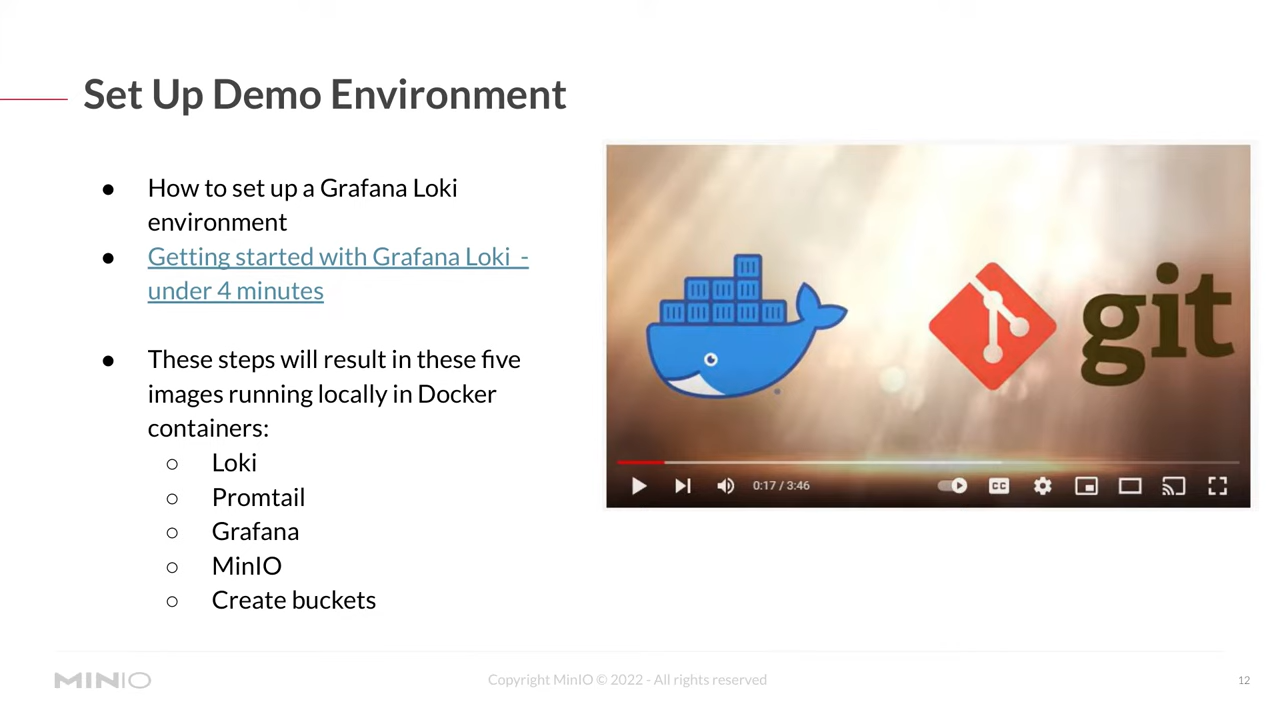 Set Up Demo Environment
● How to set up a Grafana Loki
environment
● Getting started with Grafana Loki -
under 4 minutes
● These steps will result in these five
images running locally in Docker
containers:
○ Loki
○ Promtail
○ Grafana
○ MinIO
○ Create buckets
git
0:17 / 3:46
CC
MINIO
Copyright MinIO © 2022 - All rights reserved
12